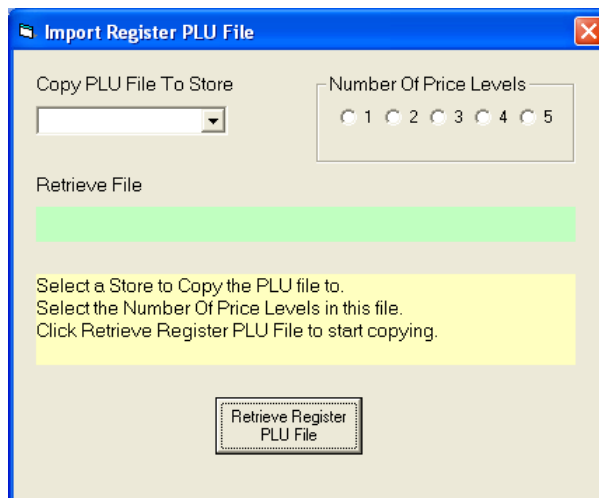 Import Register PLU File
Copy PLU File To Store
Number Of Price Levels
1 2 3 4 5
Retrieve File
Select a Store to Copy the PLU file to.
Select the Number Of Price Levels in this file.
Click Retrieve Register PLU File to start copying.
Retrieve Register
PLU File